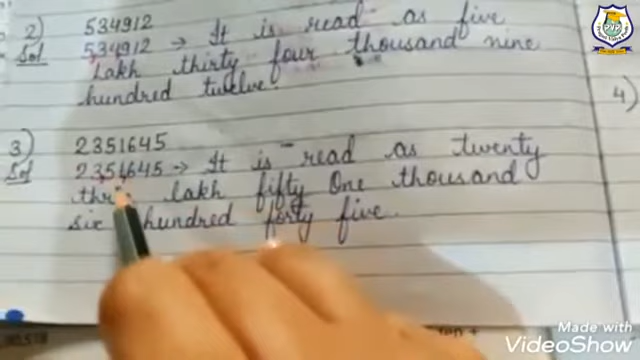 2) 534912
Sol 534912 → It is read as five
Lakh thirty four thousand nine
hundred twelve.
3) 2351645
Sol 2351645 → It is read as twenty
lakh fifty One thousand
six hundred forty five.
4)
Made with
VideoShow